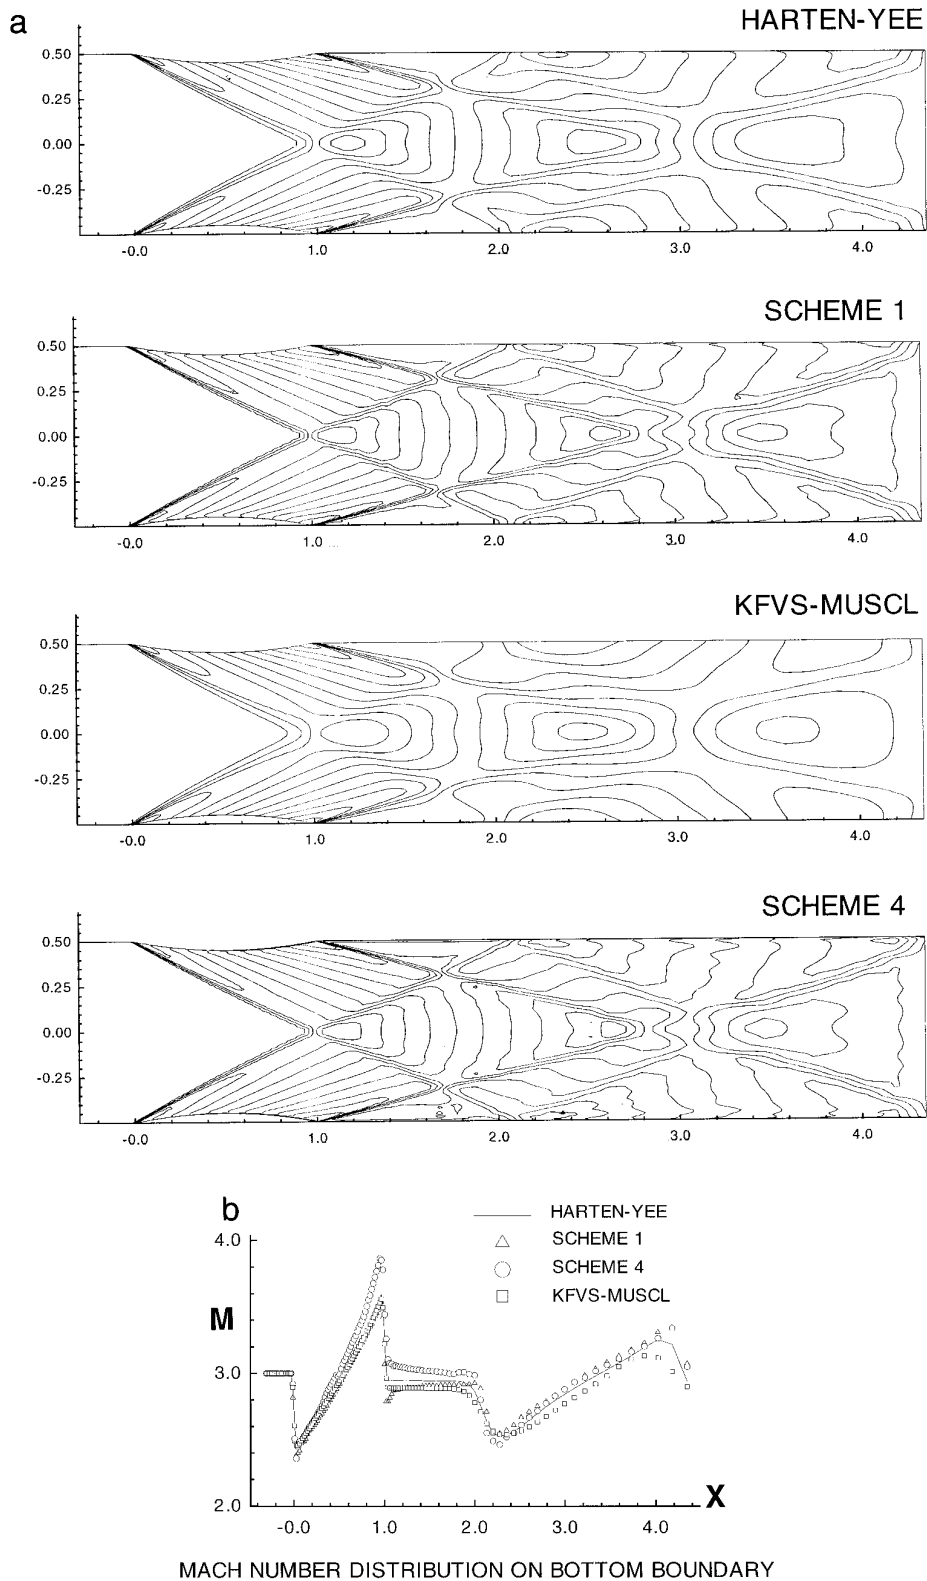 a
HARTEN-YEE
0.50
0.25
0.00
-0.25
-0.0 1.0 2.0 3.0 4.0
SCHEME 1
0.50
0.25
0.00
-0.25
-0.0 1.0 2.0 3.0 4.0
KFVS-MUSCL
0.50
0.25
0.00
-0.25
-0.0 1.0 2.0 3.0 4.0
SCHEME 4
0.50
0.25
0.00
-0.25
-0.0 1.0 2.0 3.0 4.0
b
HARTEN-YEE
SCHEME 1
SCHEME 4
KFVS-MUSCL
4.0
M
3.0
2.0
X
-0.0 1.0 2.0 3.0 4.0
MACH NUMBER DISTRIBUTION ON BOTTOM BOUNDARY